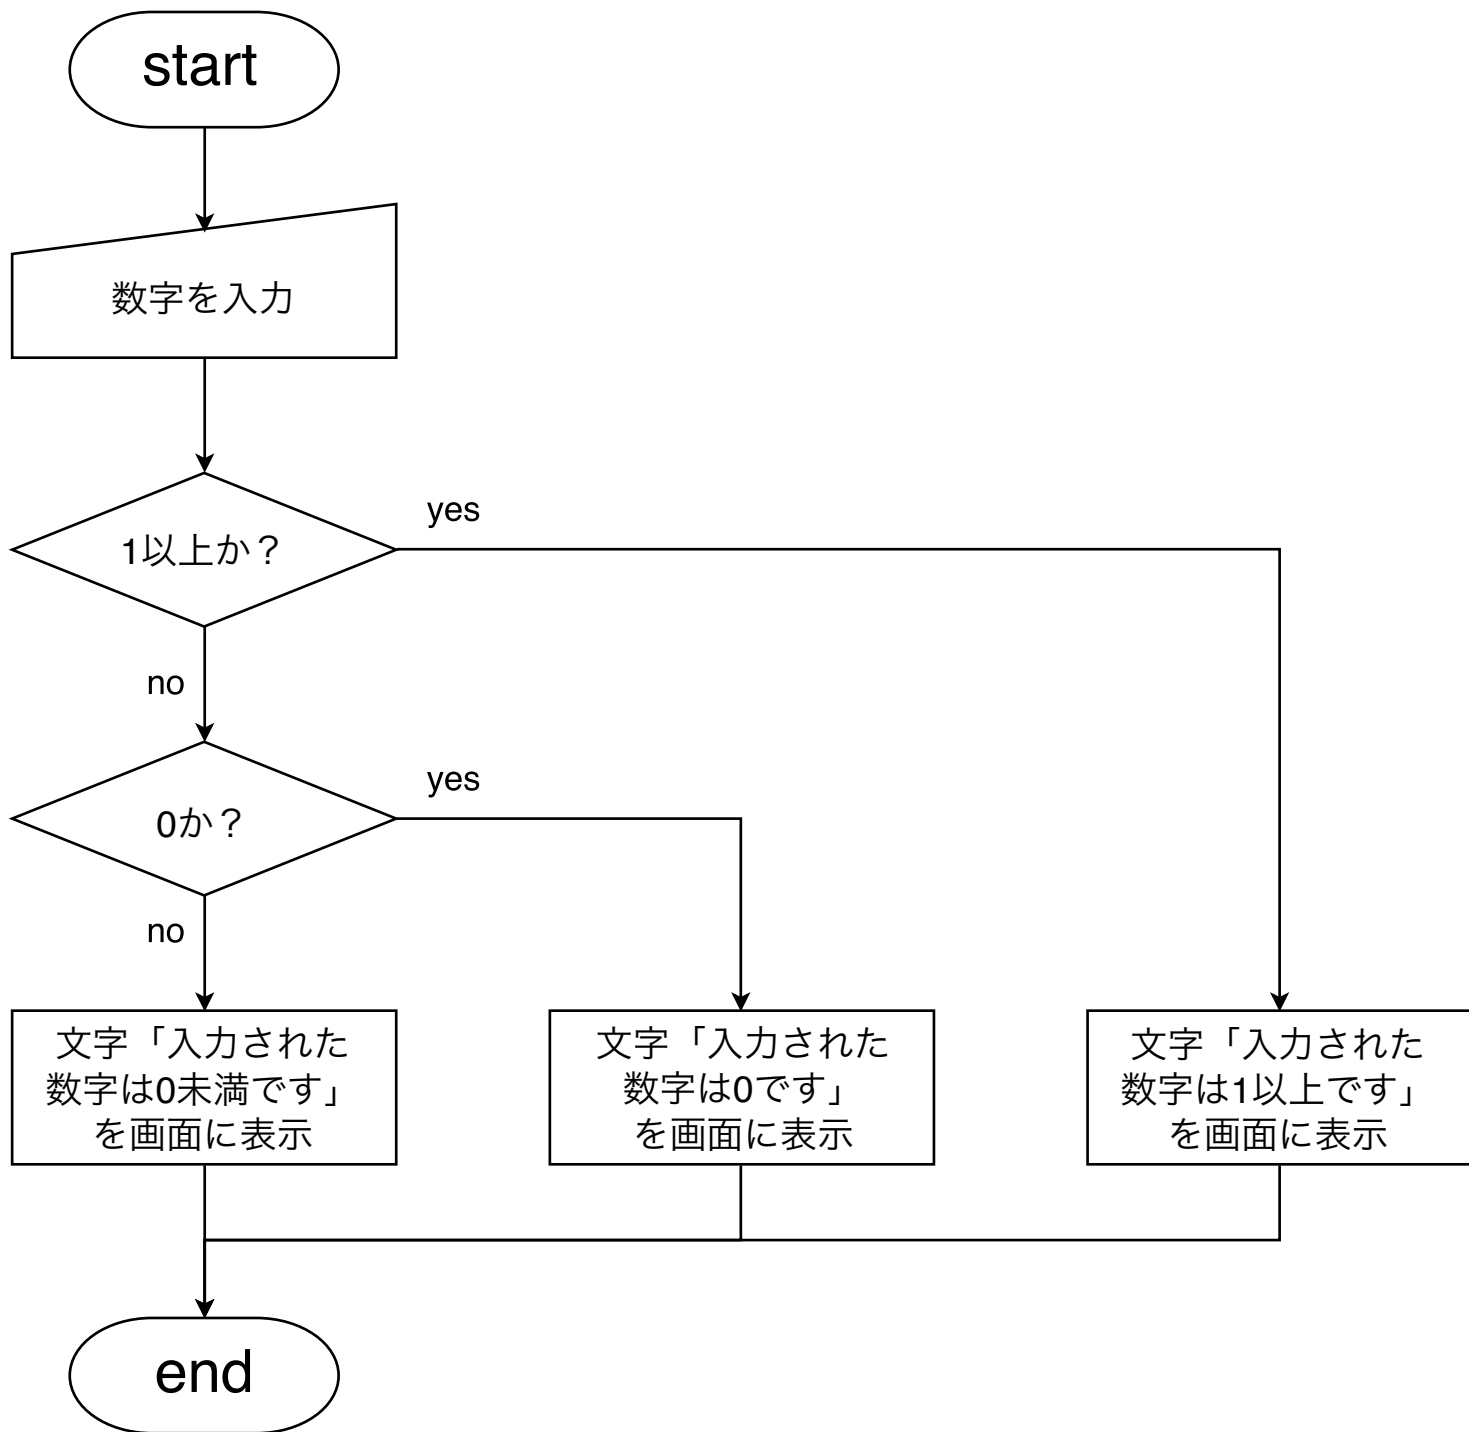 start
数字を入力
1以上か？
yes
no
0か？
yes
no
文字「入力された
数字は0未満です」
を画面に表示
文字「入力された
数字は0です」
を画面に表示
文字「入力された
数字は1以上です」
を画面に表示
end